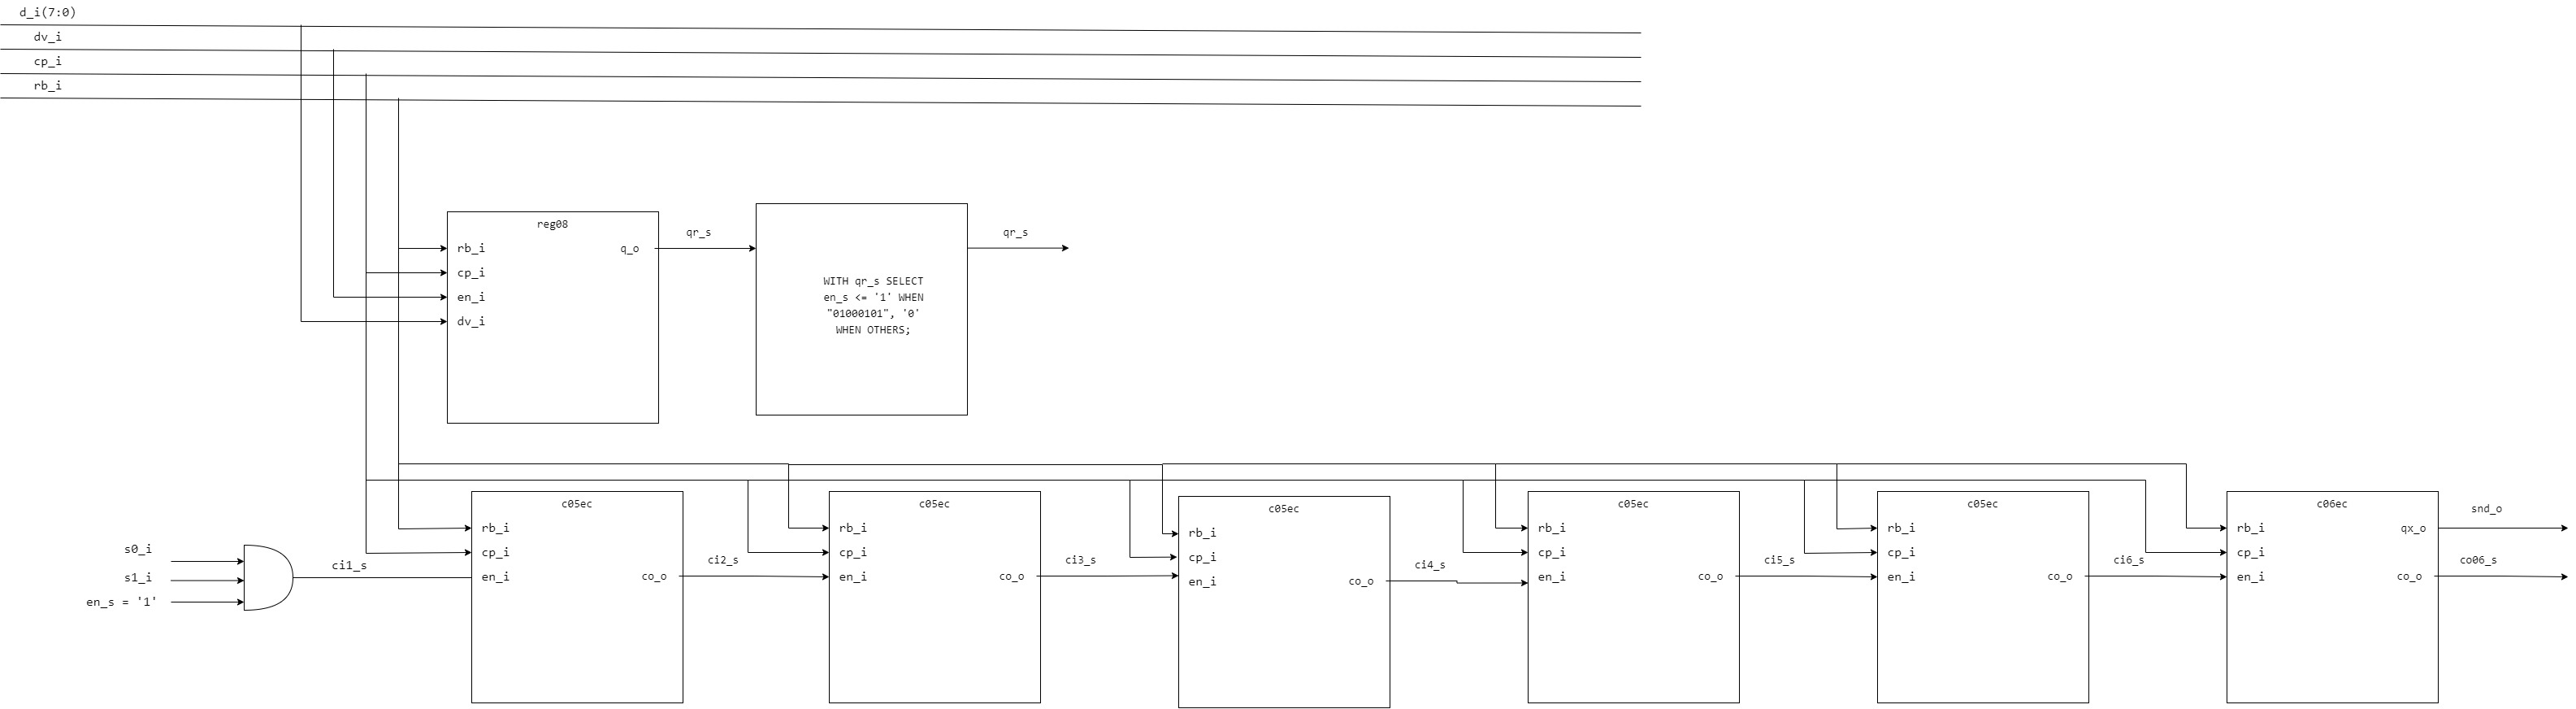 d_i(7:0)
dv_i
cp_i
rb_i
reg08
rb_i
cp_i
en_i
dv_i
q_o
qr_s
WITH qr_s SELECT
en_s <= '1' WHEN
"01000101", '0'
WHEN OTHERS;
qr_s
s0_i
s1_i
en_s = '1'
ci1_s
c05ec
rb_i
cp_i
en_i
co_o
ci2_s
c05ec
rb_i
cp_i
en_i
co_o
ci3_s
c05ec
rb_i
cp_i
en_i
co_o
ci4_s
c05ec
rb_i
cp_i
en_i
co_o
ci5_s
c05ec
rb_i
cp_i
en_i
co_o
ci6_s
c06ec
rb_i
cp_i
en_i
qx_o
co_o
snd_o
co06_s